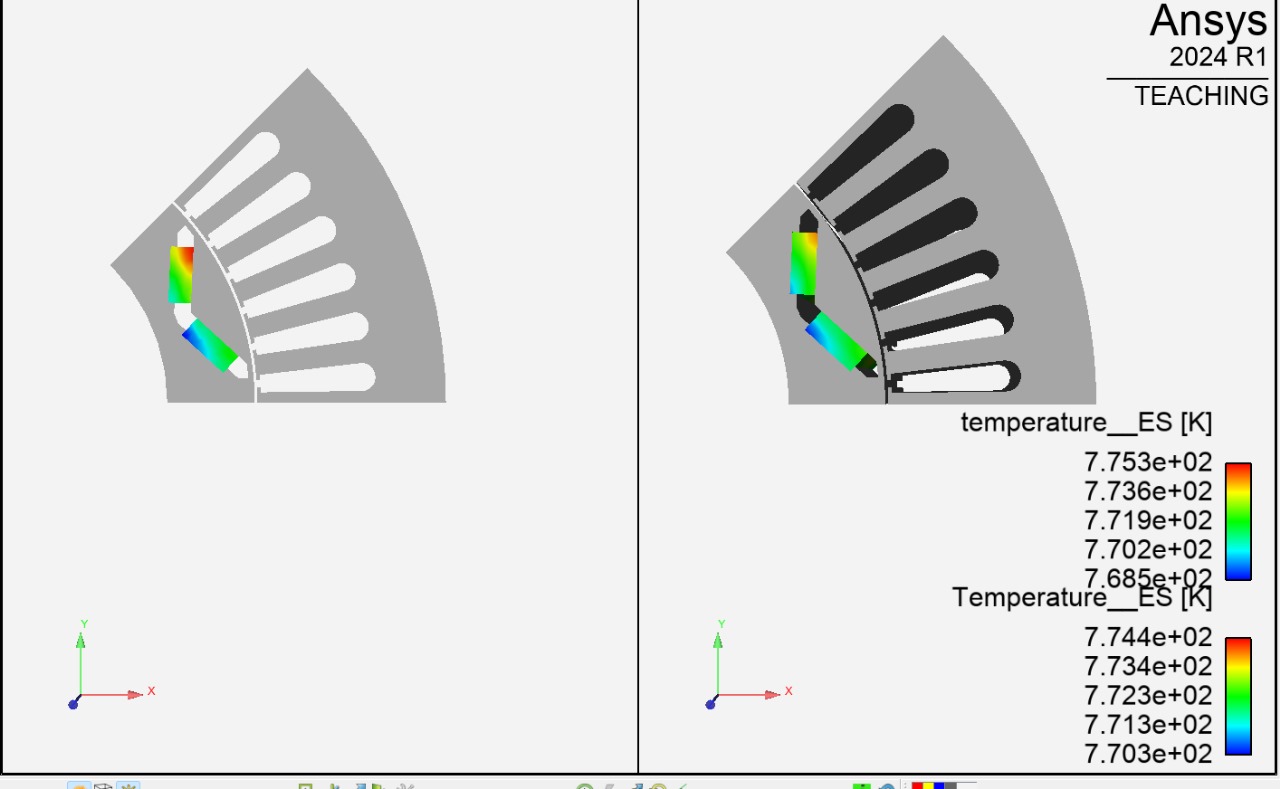 Ansys
2024 R1
TEACHING
temperature__ES [K]
7.753e+02
7.736e+02
7.719e+02
7.702e+02
7.685e+02
Temperature__ES [K]
7.744e+02
7.734e+02
7.723e+02
7.713e+02
7.703e+02
Y
X
Y
X